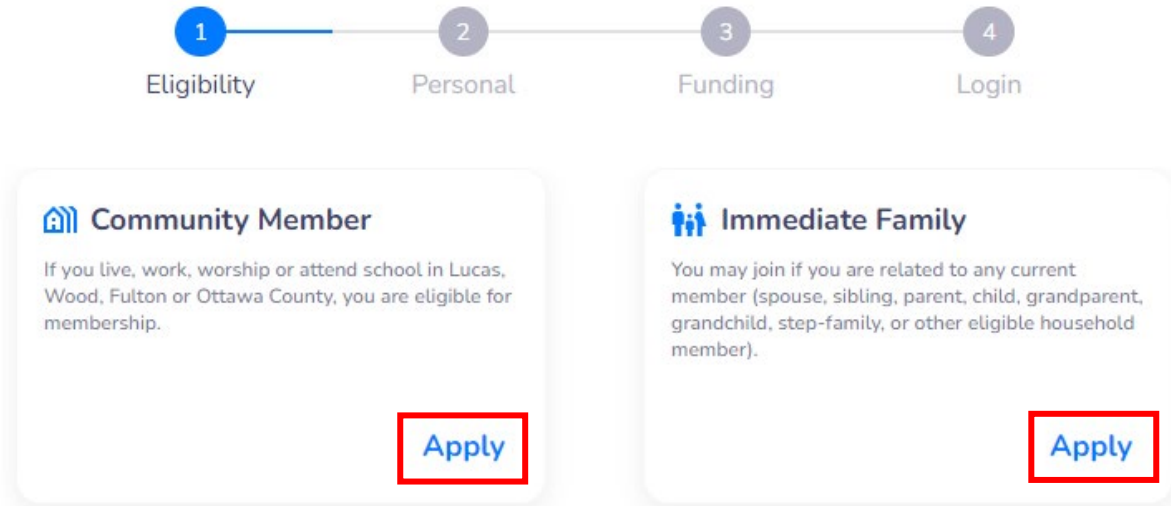 1 2 3 4
Eligibility Personal Funding Login
Community Member
If you live, work, worship or attend school in Lucas,
Wood, Fulton or Ottawa County, you are eligible for
membership.
Apply
Immediate Family
You may join if you are related to any current
member (spouse, sibling, parent, child, grandparent,
grandchild, step-family, or other eligible household
member).
Apply